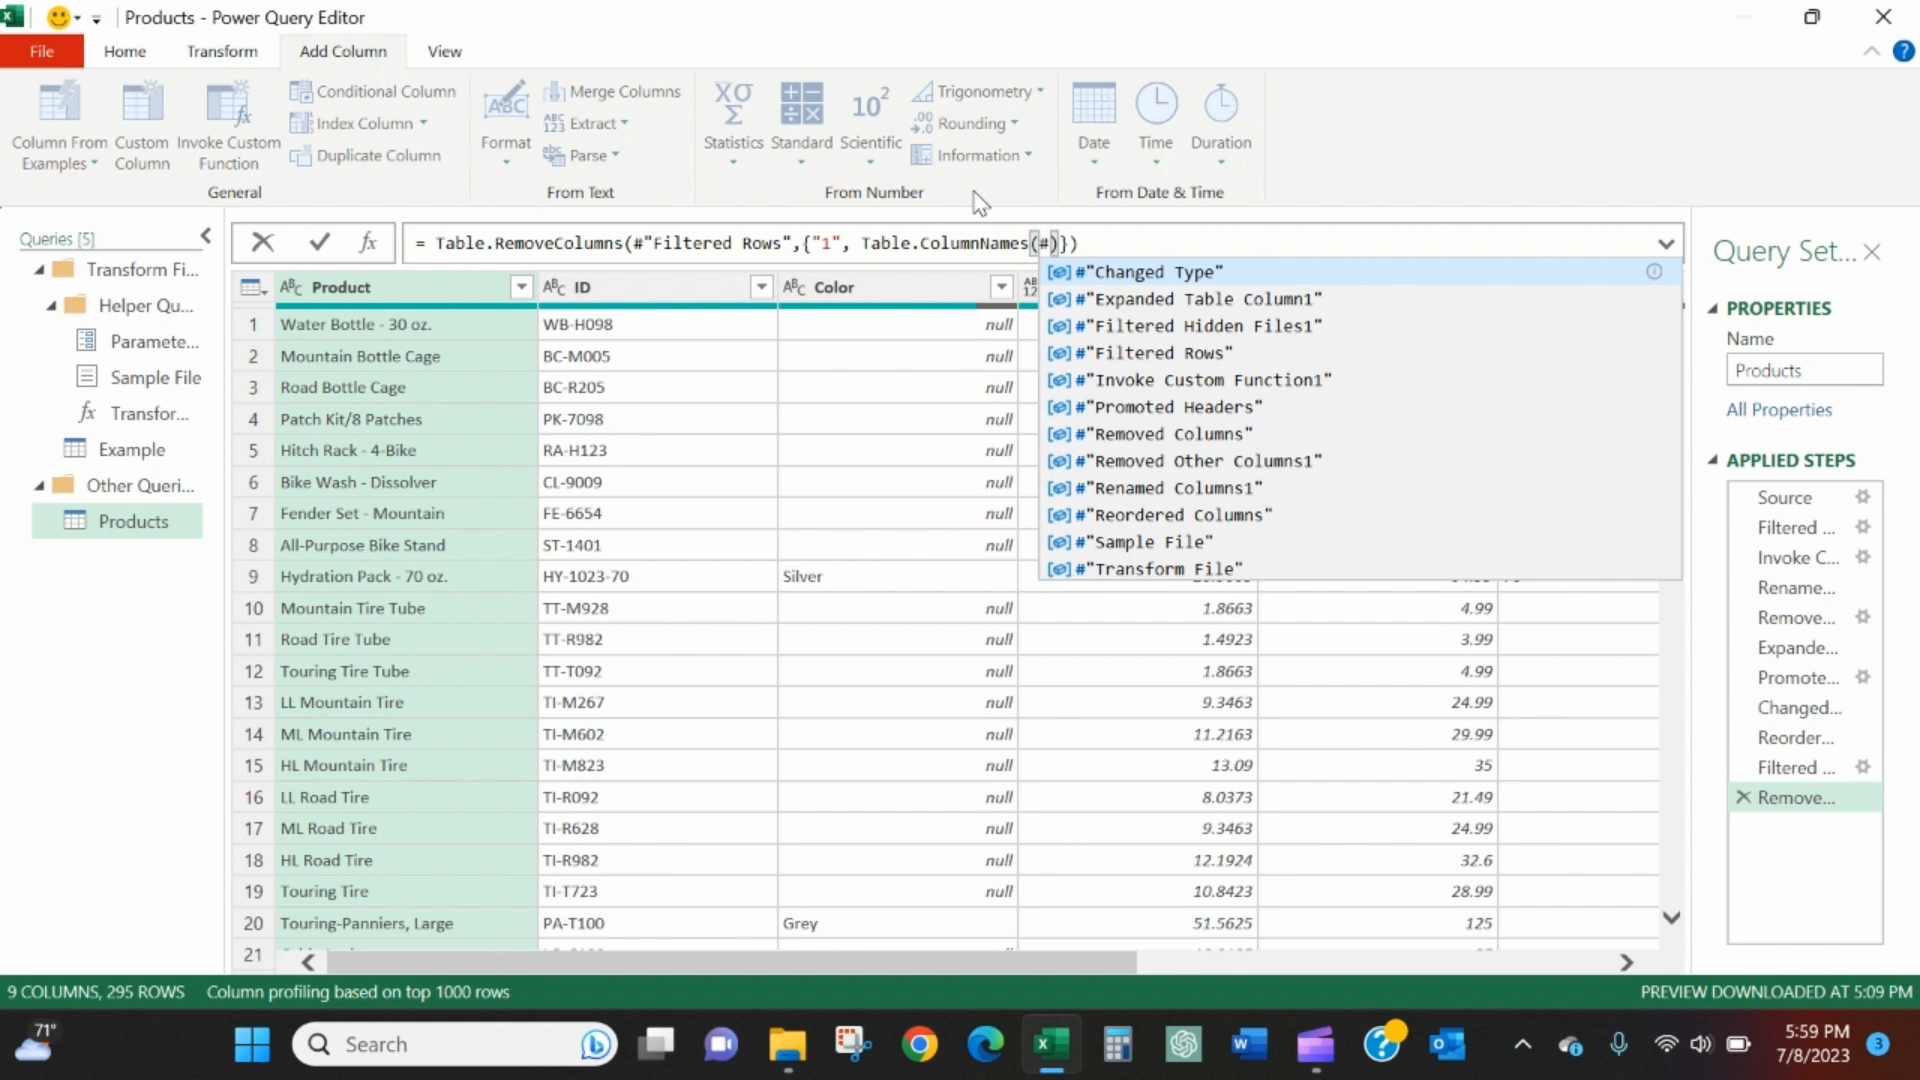 Products - Power Query Editor
File
Home
Transform
Add Column
View
Column From Examples
Custom Column
Invoke Custom Function
Conditional Column
Index Column
Duplicate Column
General
Format
Merge Columns
Extract
Parse
From Text
Statistics
Standard
Scientific
Trigonometry
Rounding
Information
From Number
Date
Time
Duration
From Date & Time
Queries [5]
Transform Fi...
Helper Qu...
Paramete...
Sample File
Transfor...
Example
Other Queri...
Products
= Table.RemoveColumns(#"Filtered Rows",{"1", Table.ColumnNames(#)})
#"Changed Type"
#"Expanded Table Column1"
#"Filtered Hidden Files1"
#"Filtered Rows"
#"Invoke Custom Function1"
#"Promoted Headers"
#"Removed Columns"
#"Removed Other Columns1"
#"Renamed Columns1"
#"Reordered Columns"
#"Sample File"
#"Transform File"
Product ID Color
1 Water Bottle - 30 oz. WB-H098 null
2 Mountain Bottle Cage BC-M005 null
3 Road Bottle Cage BC-R205 null
4 Patch Kit/8 Patches PK-7098 null
5 Hitch Rack - 4-Bike RA-H123 null
6 Bike Wash - Dissolver CL-9009 null
7 Fender Set - Mountain FE-6654 null
8 All-Purpose Bike Stand ST-1401 null
9 Hydration Pack - 70 oz. HY-1023-70 Silver
10 Mountain Tire Tube TT-M928 null 1.8663 4.99
11 Road Tire Tube TT-R982 null 1.4923 3.99
12 Touring Tire Tube TT-T092 null 1.8663 4.99
13 LL Mountain Tire TI-M267 null 9.3463 24.99
14 ML Mountain Tire TI-M602 null 11.2163 29.99
15 HL Mountain Tire TI-M823 null 13.09 35
16 LL Road Tire TI-R092 null 8.0373 21.49
17 ML Road Tire TI-R628 null 9.3463 24.99
18 HL Road Tire TI-R982 null 12.1924 32.6
19 Touring Tire TI-T723 null 10.8423 28.99
20 Touring-Panniers, Large PA-T100 Grey 51.5625 125
21
Query Set...
PROPERTIES
Name
Products
All Properties
APPLIED STEPS
Source
Filtered ...
Invoke C...
Rename...
Remove...
Expande...
Promote...
Changed...
Reorder...
Filtered ...
Remove...
9 COLUMNS, 295 ROWS
Column profiling based on top 1000 rows
PREVIEW DOWNLOADED AT 5:09 PM
71°
Search
5:59 PM
7/8/2023
3